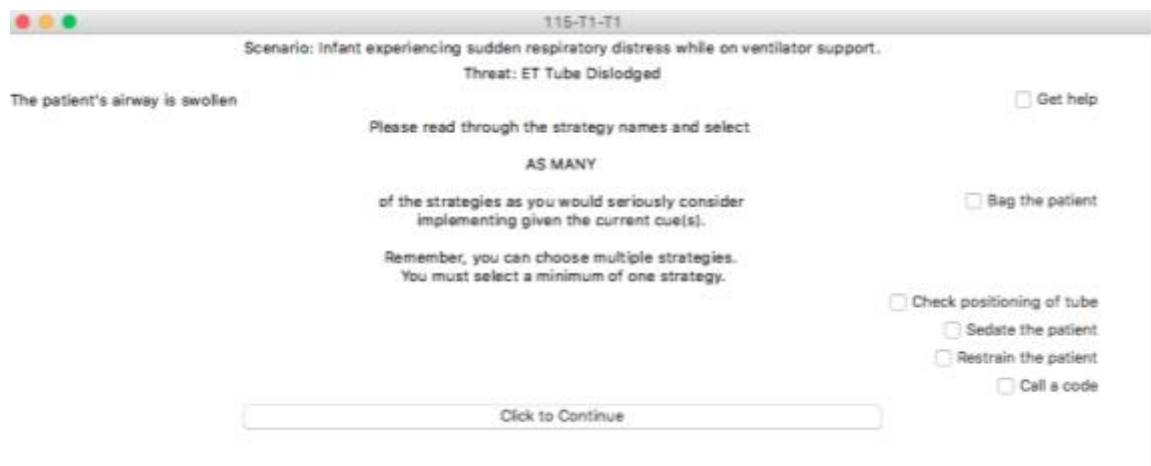 115-T1-T1
Scenario: Infant experiencing sudden respiratory distress while on ventilator support.
Threat: ET Tube Dislodged
The patient's airway is swollen
Get help
Please read through the strategy names and select
AS MANY
of the strategies as you would seriously consider
implementing given the current cue(s).
Bag the patient
Remember, you can choose multiple strategies.
You must select a minimum of one strategy.
Check positioning of tube
Sedate the patient
Restrain the patient
Call a code
Click to Continue